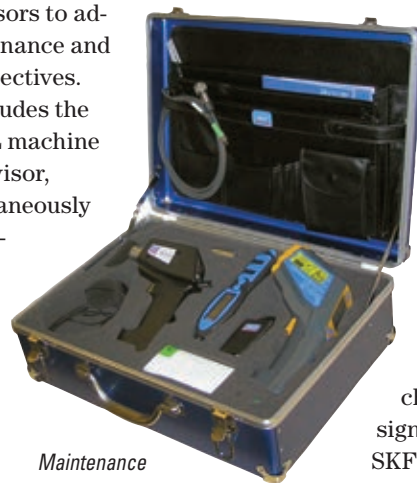 sors to ad-
nance and
ectives.
udes the
machine
visor,
aneously
-
Maintenance
cl
sign
SKF